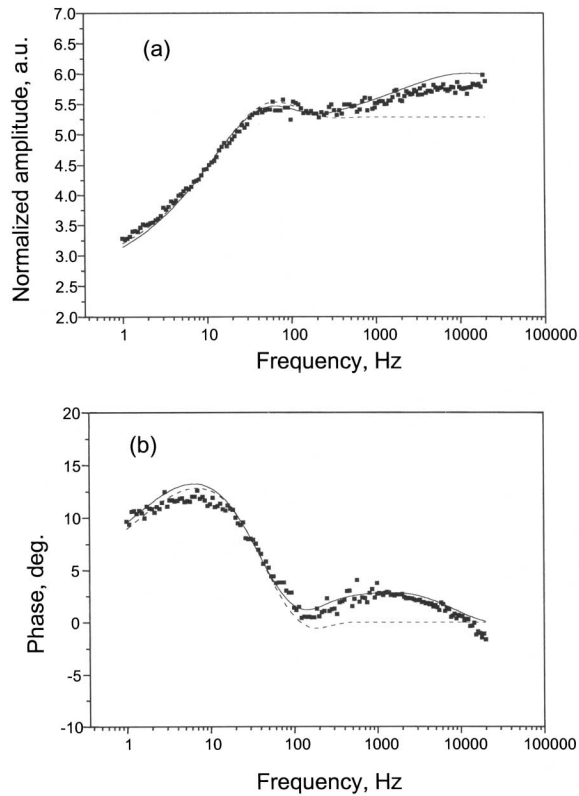 (a)
Normalized amplitude, a.u.
7.0
6.5
6.0
5.5
5.0
4.5
4.0
3.5
3.0
2.5
2.0
1 10 100 1000 10000 100000
Frequency, Hz
(b)
Phase, deg.
20
15
10
5
0
-5
-10
1 10 100 1000 10000 100000
Frequency, Hz